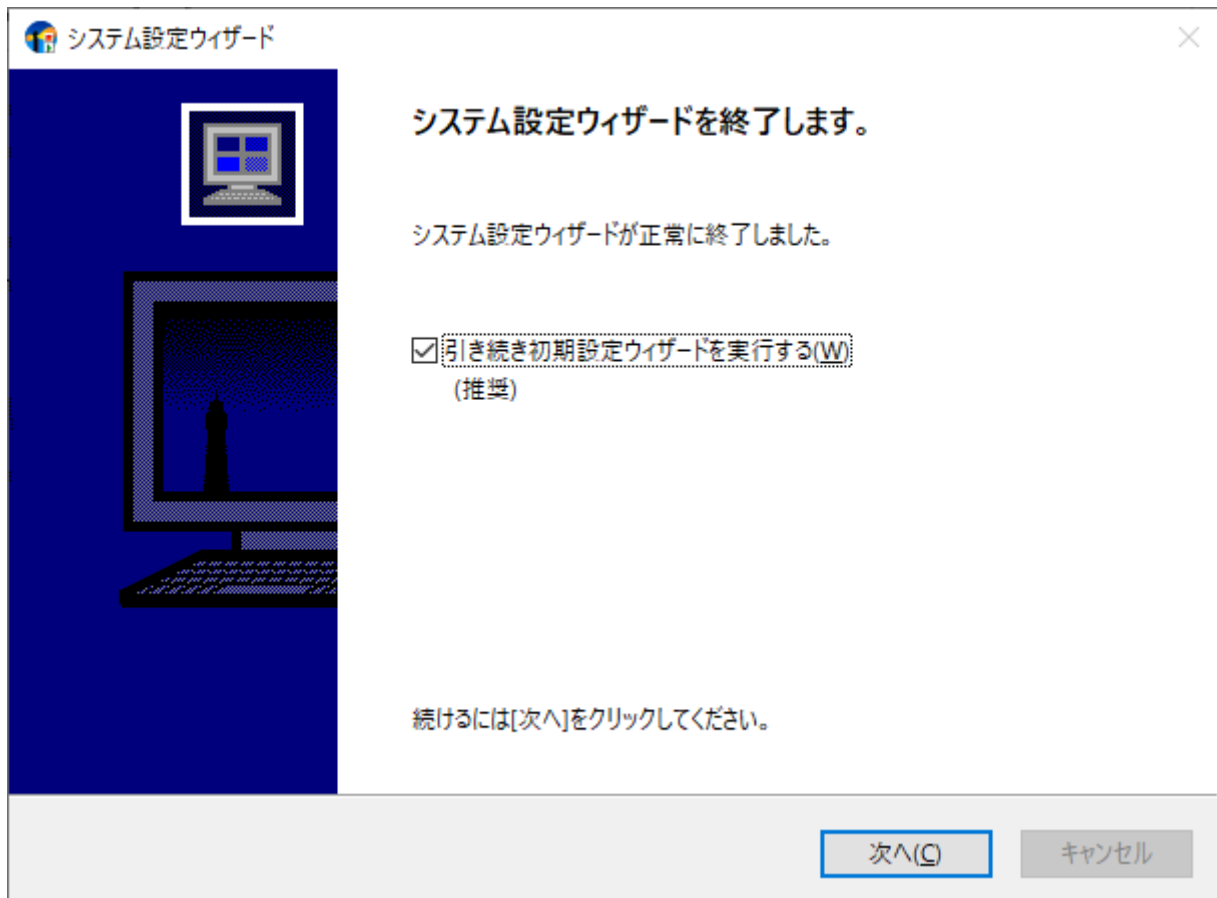 システム設定ウィザード
システム設定ウィザードを終了します。
システム設定ウィザードが正常に終了しました。
引き続き初期設定ウィザードを実行する(W)
(推奨)
続けるには[次へ]をクリックしてください。
次へ(C)
キャンセル